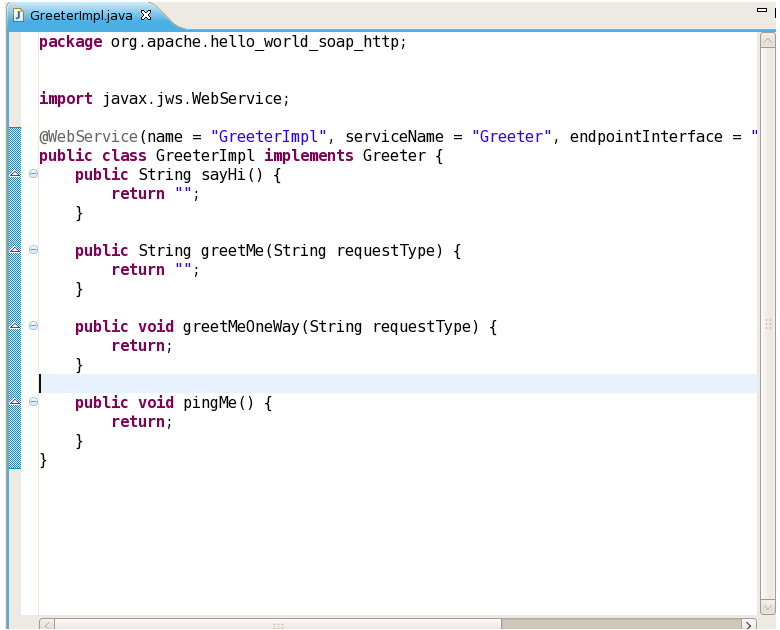 GreeterImpl.java
package org.apache.hello_world_soap_http;
import javax.jws.WebService;
@WebService(name = "GreeterImpl", serviceName = "Greeter", endpointInterface = "
public class GreeterImpl implements Greeter {
    public String sayHi() {
        return "";
    }
    public String greetMe(String requestType) {
        return "";
    }
    public void greetMeOneWay(String requestType) {
        return;
    }
    public void pingMe() {
        return;
    }
}